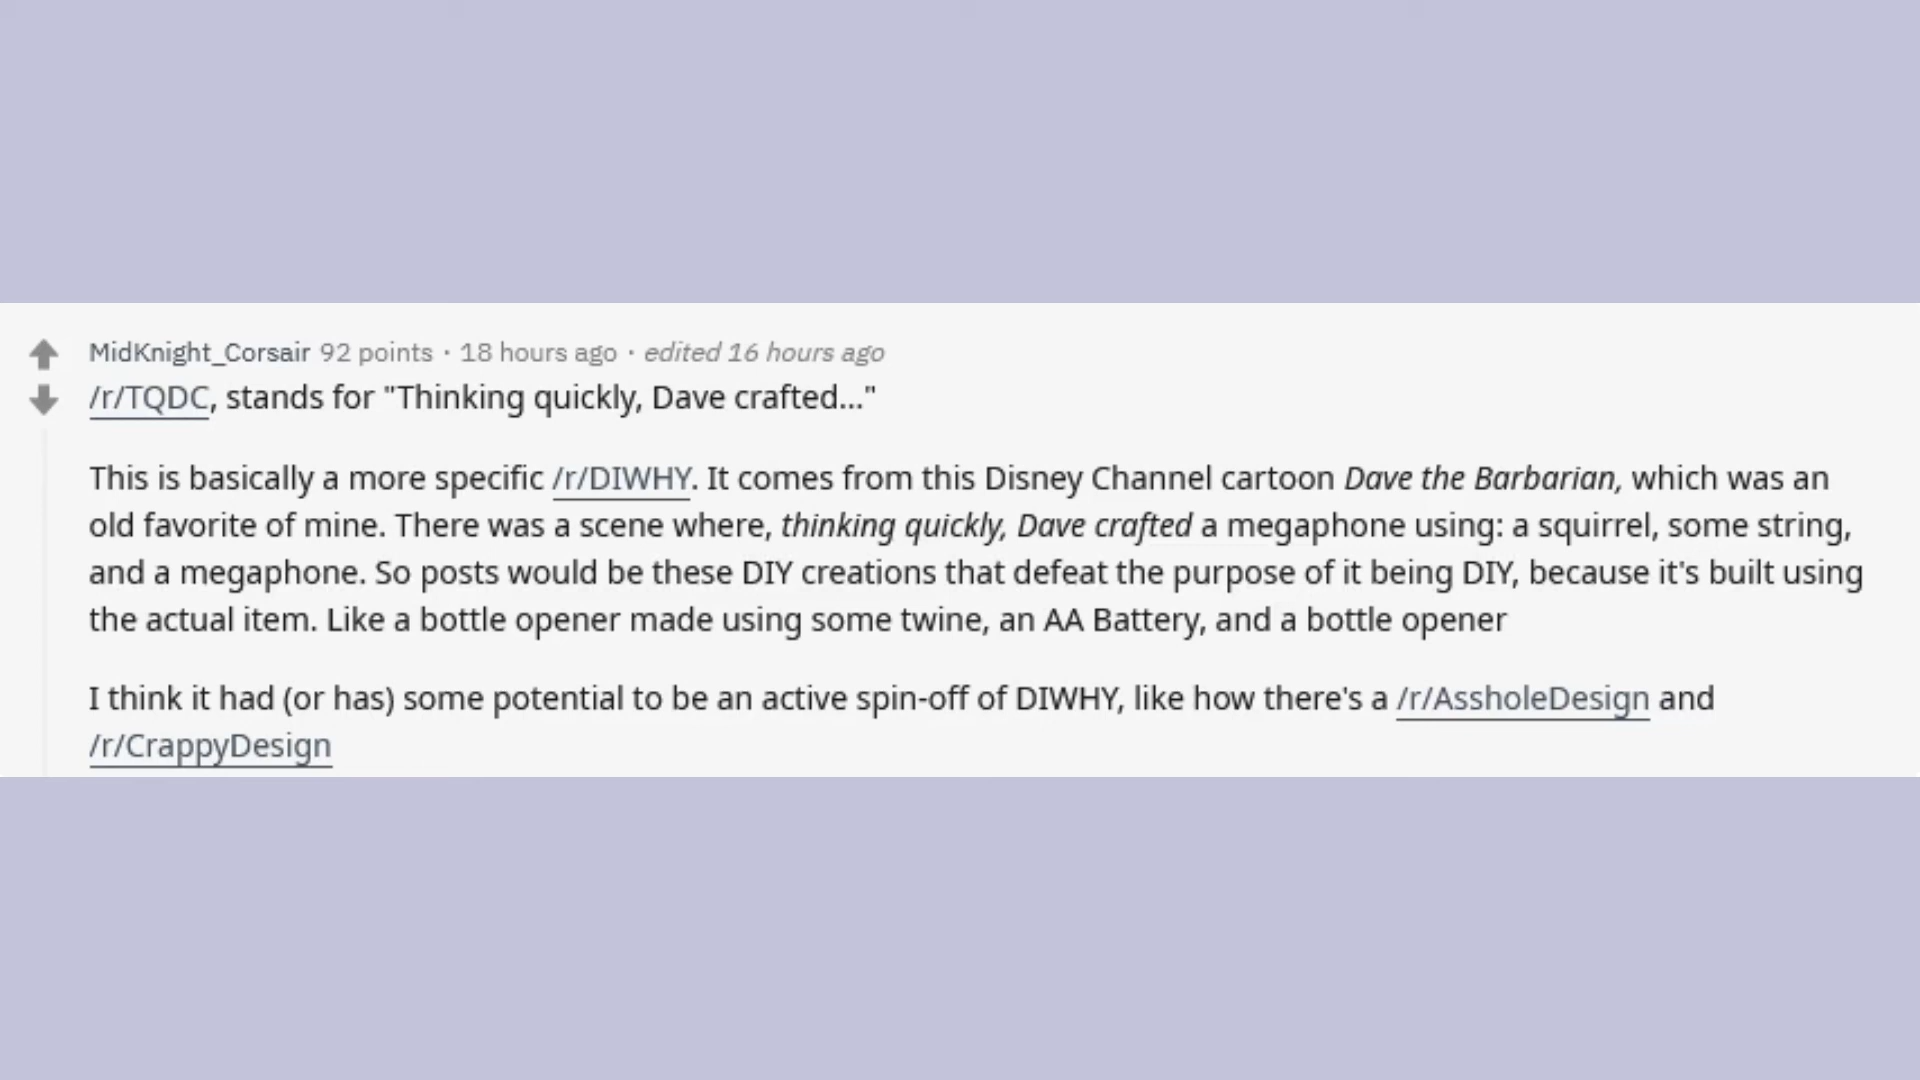 MidKnight_Corsair 92 points · 18 hours ago · edited 16 hours ago
/r/TQDC, stands for "Thinking quickly, Dave crafted..."
This is basically a more specific /r/DIWHY. It comes from this Disney Channel cartoon Dave the Barbarian, which was an
old favorite of mine. There was a scene where, thinking quickly, Dave crafted a megaphone using: a squirrel, some string,
and a megaphone. So posts would be these DIY creations that defeat the purpose of it being DIY, because it's built using
the actual item. Like a bottle opener made using some twine, an AA Battery, and a bottle opener
I think it had (or has) some potential to be an active spin-off of DIWHY, like how there's a /r/AssholeDesign and
/r/CrappyDesign